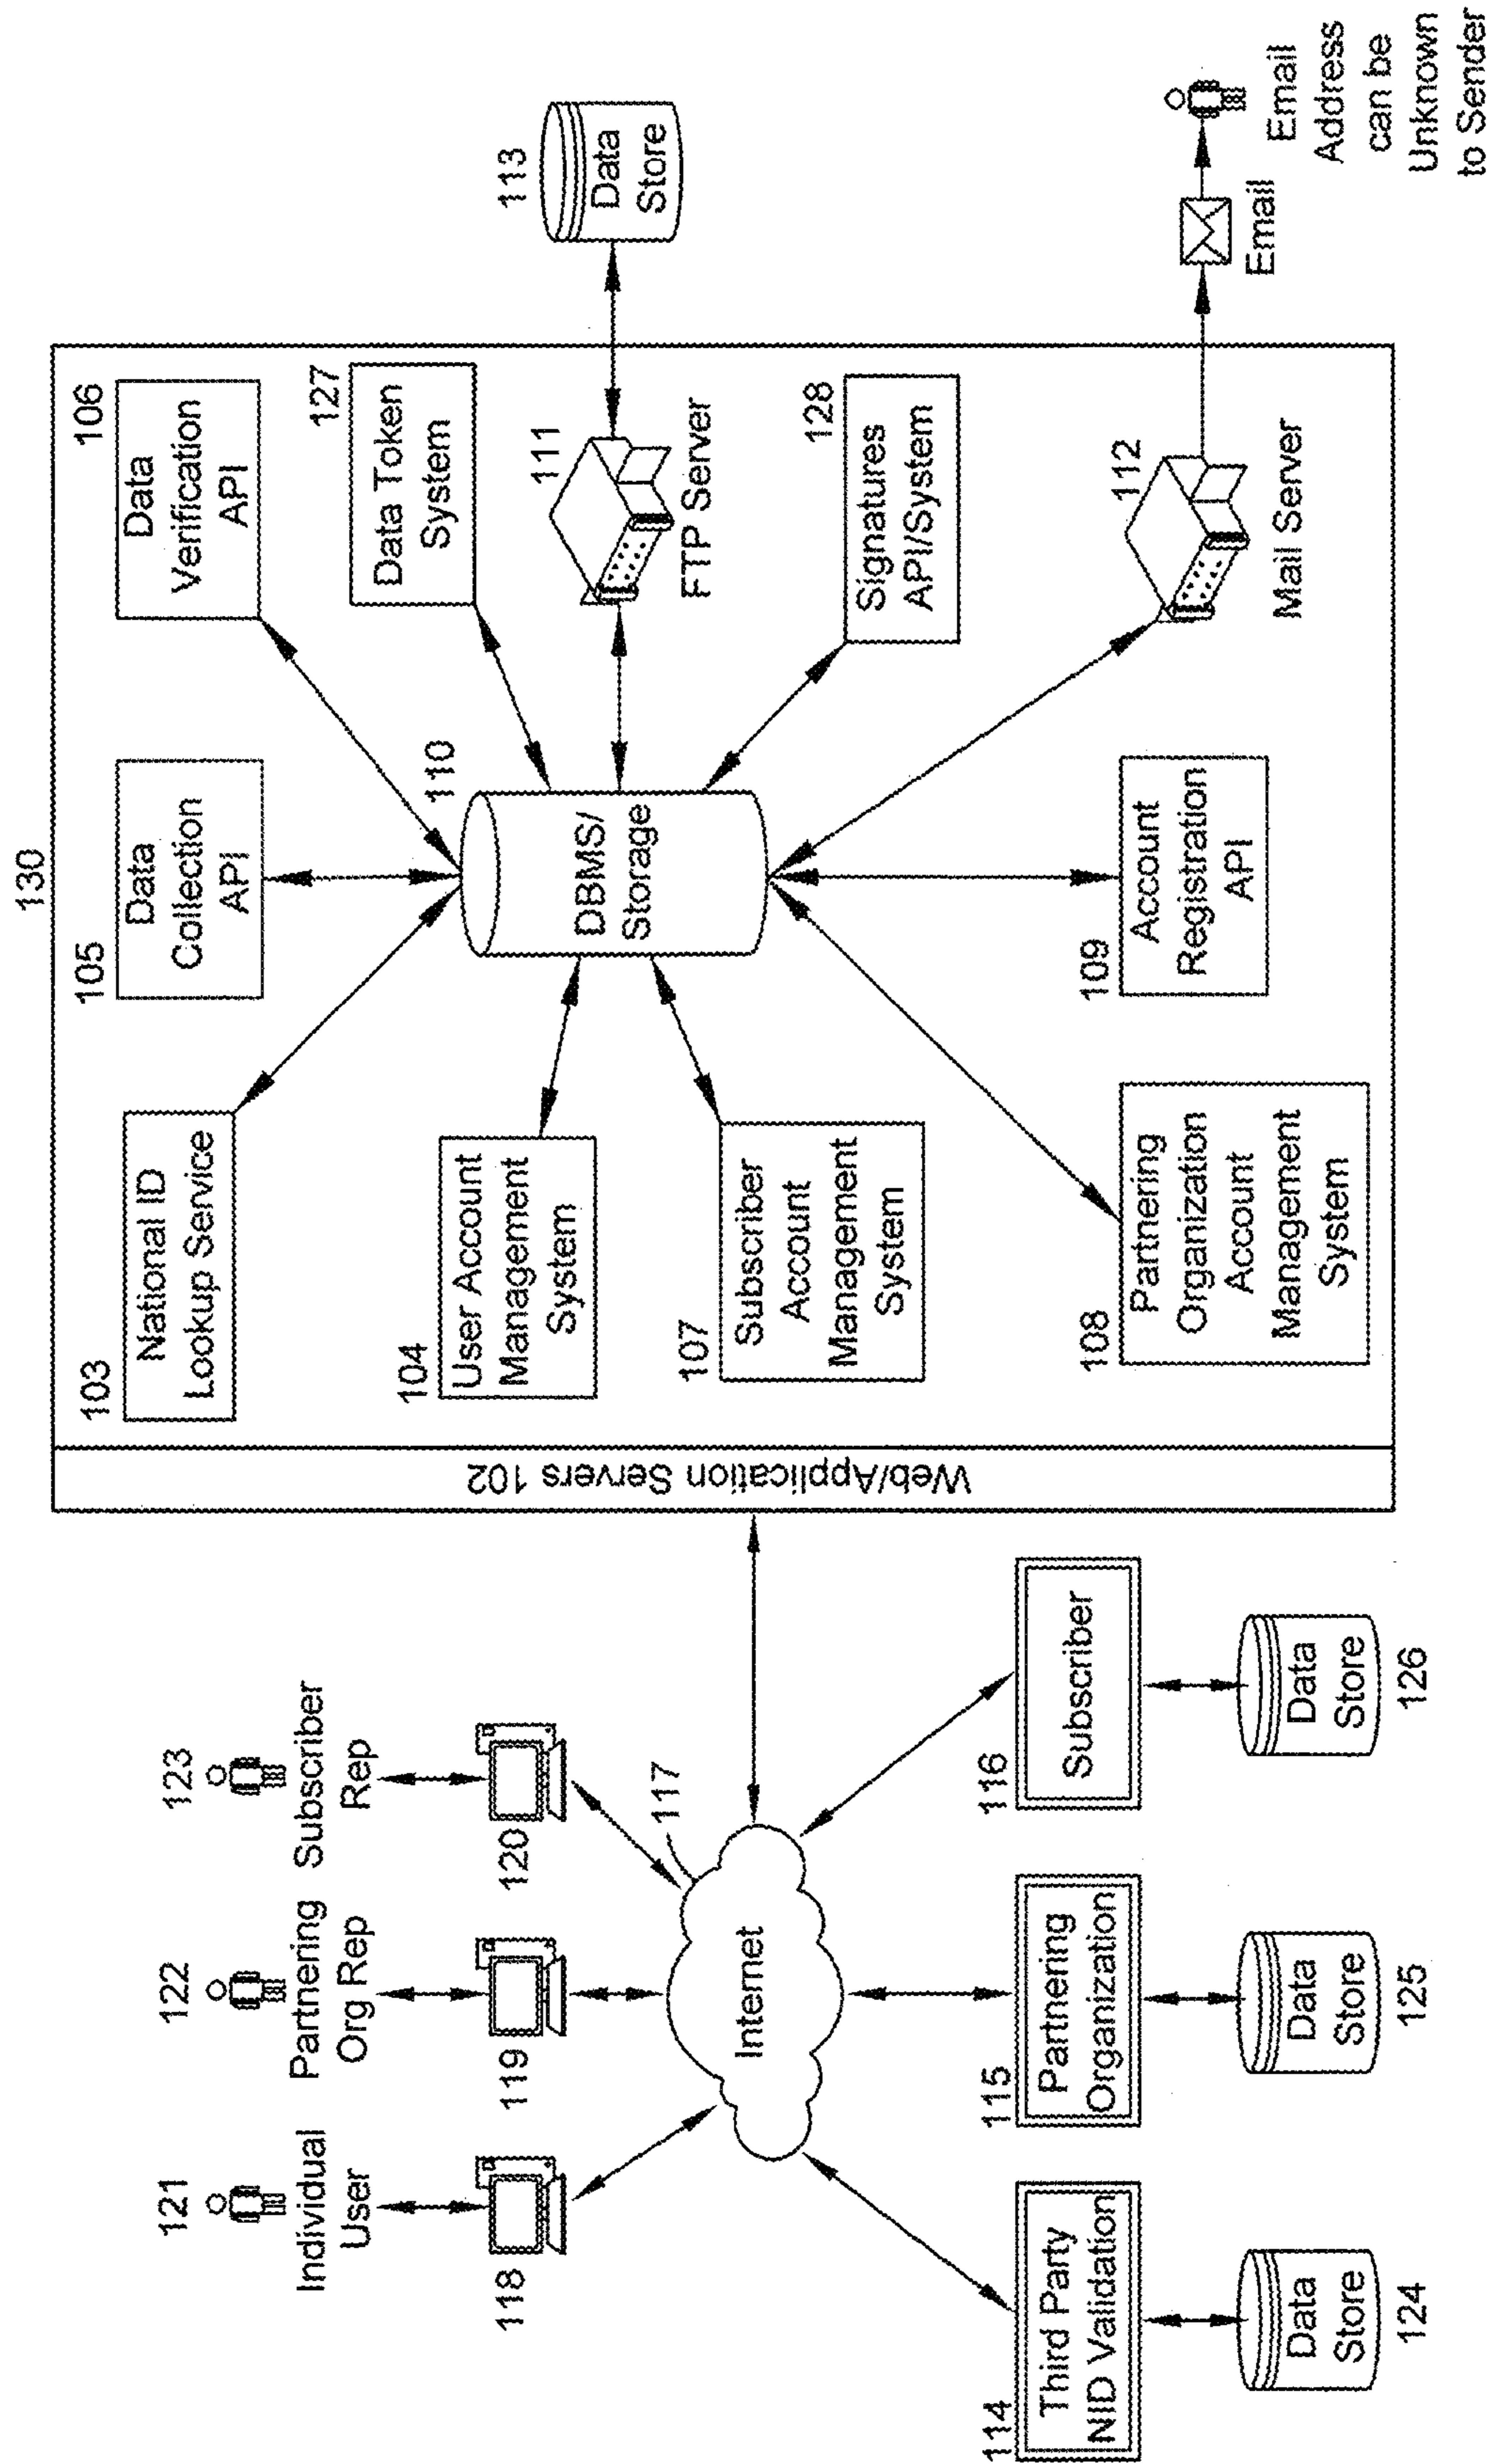 121
Individual
User
118
122
Partnering
Org Rep
119
123
Subscriber
Rep
120
117
Internet
114
Third Party
NID Validation
Data
Store
124
115
Partnering
Organization
Data
Store
125
116
Subscriber
Data
Store
126
130
Web/Application Servers 102
103
National ID
Lookup Service
105
Data
Collection
API
106
Data
Verification
API
104
User Account
Management
System
110
DBMS/
Storage
127
Data Token
System
111
FTP Server
113
Data
Store
107
Subscriber
Account
Management
System
128
Signatures
API/System
108
Partnering
Organization
Account
Management
System
109
Account
Registration
API
112
Mail Server
Email
Email
Address
can be
Unknown
to Sender